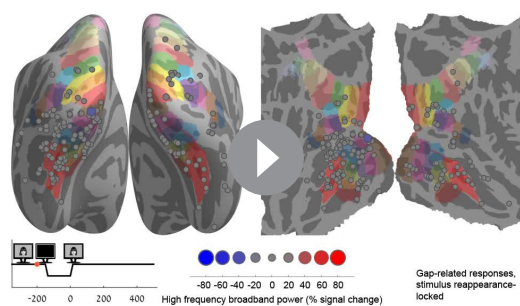 -80 -60 -40 -20 0 20 40 60 80
-200 0 200 400 500
High frequency broadband power (% signal change)
Gap-related responses,
stimulus reappearance-
locked